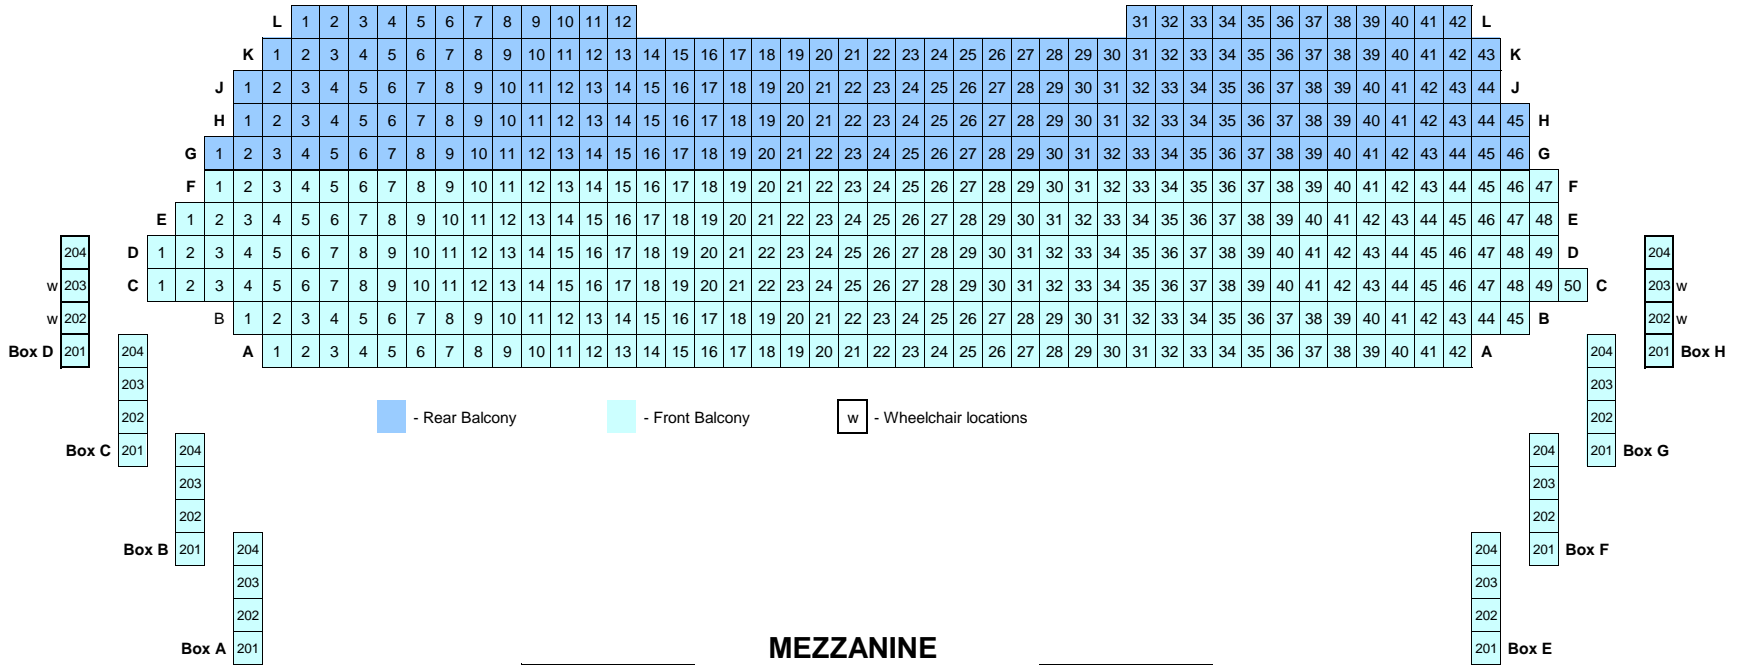 L 1 2 3 4 5 6 7 8 9 10 11 12 31 32 33 34 35 36 37 38 39 40 41 42 L
K 1 2 3 4 5 6 7 8 9 10 11 12 13 14 15 16 17 18 19 20 21 22 23 24 25 26 27 28 29 30 31 32 33 34 35 36 37 38 39 40 41 42 43 K
J 1 2 3 4 5 6 7 8 9 10 11 12 13 14 15 16 17 18 19 20 21 22 23 24 25 26 27 28 29 30 31 32 33 34 35 36 37 38 39 40 41 42 43 44 J
H 1 2 3 4 5 6 7 8 9 10 11 12 13 14 15 16 17 18 19 20 21 22 23 24 25 26 27 28 29 30 31 32 33 34 35 36 37 38 39 40 41 42 43 44 45 H
G 1 2 3 4 5 6 7 8 9 10 11 12 13 14 15 16 17 18 19 20 21 22 23 24 25 26 27 28 29 30 31 32 33 34 35 36 37 38 39 40 41 42 43 44 45 46 G
F 1 2 3 4 5 6 7 8 9 10 11 12 13 14 15 16 17 18 19 20 21 22 23 24 25 26 27 28 29 30 31 32 33 34 35 36 37 38 39 40 41 42 43 44 45 46 47 F
E 1 2 3 4 5 6 7 8 9 10 11 12 13 14 15 16 17 18 19 20 21 22 23 24 25 26 27 28 29 30 31 32 33 34 35 36 37 38 39 40 41 42 43 44 45 46 47 48 E
204 D 1 2 3 4 5 6 7 8 9 10 11 12 13 14 15 16 17 18 19 20 21 22 23 24 25 26 27 28 29 30 31 32 33 34 35 36 37 38 39 40 41 42 43 44 45 46 47 48 49 D 204
w 203 C 1 2 3 4 5 6 7 8 9 10 11 12 13 14 15 16 17 18 19 20 21 22 23 24 25 26 27 28 29 30 31 32 33 34 35 36 37 38 39 40 41 42 43 44 45 46 47 48 49 50 C 203 w
w 202 B 1 2 3 4 5 6 7 8 9 10 11 12 13 14 15 16 17 18 19 20 21 22 23 24 25 26 27 28 29 30 31 32 33 34 35 36 37 38 39 40 41 42 43 44 45 B 202 w
Box D 201 204 A 1 2 3 4 5 6 7 8 9 10 11 12 13 14 15 16 17 18 19 20 21 22 23 24 25 26 27 28 29 30 31 32 33 34 35 36 37 38 39 40 41 42 A 204 201 Box H
203 203
202 - Rear Balcony - Front Balcony w - Wheelchair locations 202
Box C 201 204 204 201 Box G
203 203
202 202
Box B 201 204 204 201 Box F
203 203
202 202
Box A 201 MEZZANINE 201 Box E